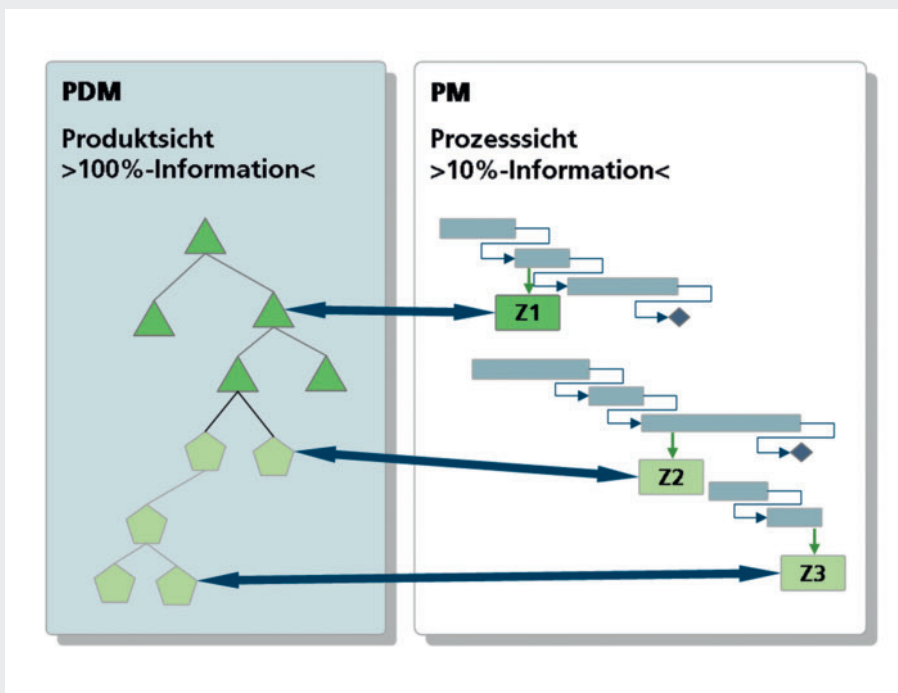 PDM
Produktsicht
>100%-Information<
PM
Prozesssicht
>10%-Information<
Z1
Z2
Z3